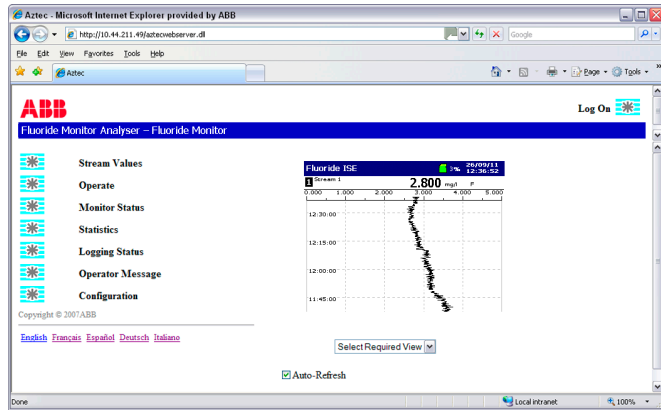 Aztec - Microsoft Internet Explorer provided by ABB
http://10.44.211.49/aztecwebserver.dll
Google
File Edit View Favorites Tools Help
Aztec
Page Tools
ABB
Log On
Fluoride Monitor Analyser – Fluoride Monitor
Stream Values
Operate
Monitor Status
Statistics
Logging Status
Operator Message
Configuration
Copyright © 2007ABB
English Français Español Deutsch Italiano
Fluoride ISE 3% 26/09/11 12:36:52
1 Stream 1 2.800 mg/l F
0.000 1.000 2.000 3.000 4.000 5.000
12:30:00
12:15:00
12:00:00
11:45:00
Select Required View
Auto-Refresh
Done
Local intranet
100%